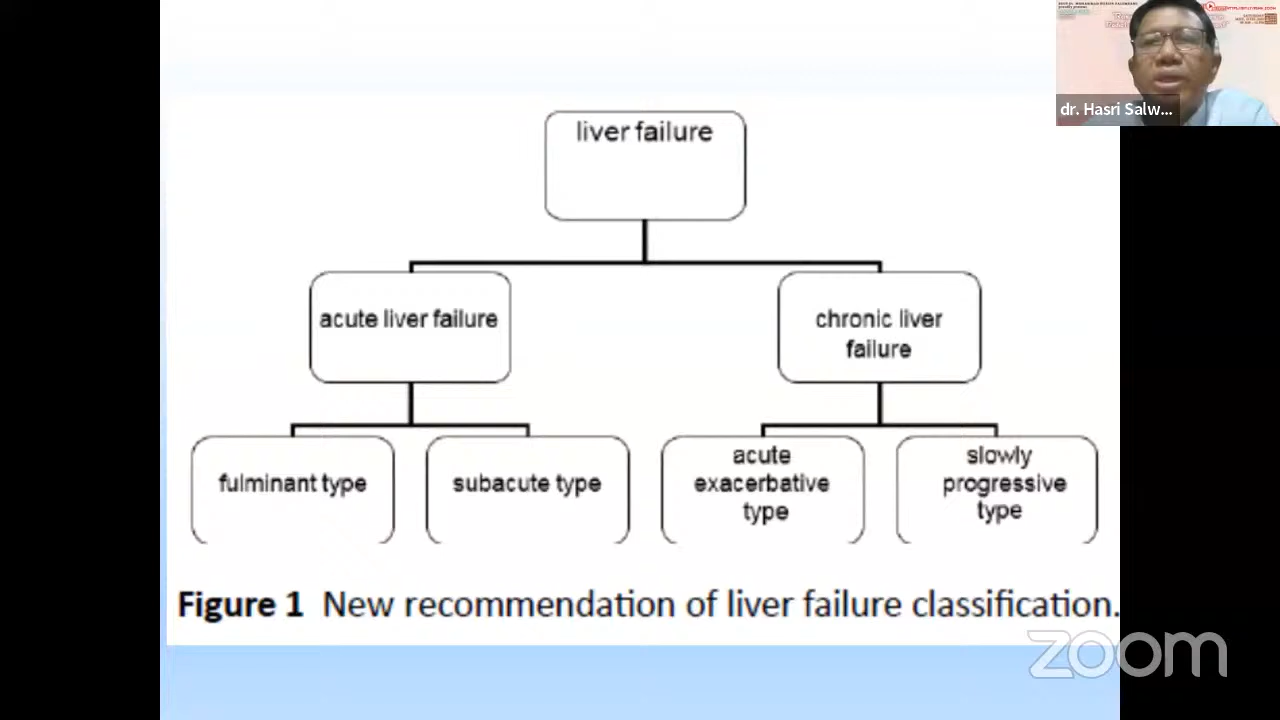 dr. Hasri Salw...
liver failure
acute liver failure
chronic liver
failure
fulminant type
subacute type
acute
exacerbative
type
slowly
progressive
type
Figure 1 New recommendation of liver failure classification.
zoom